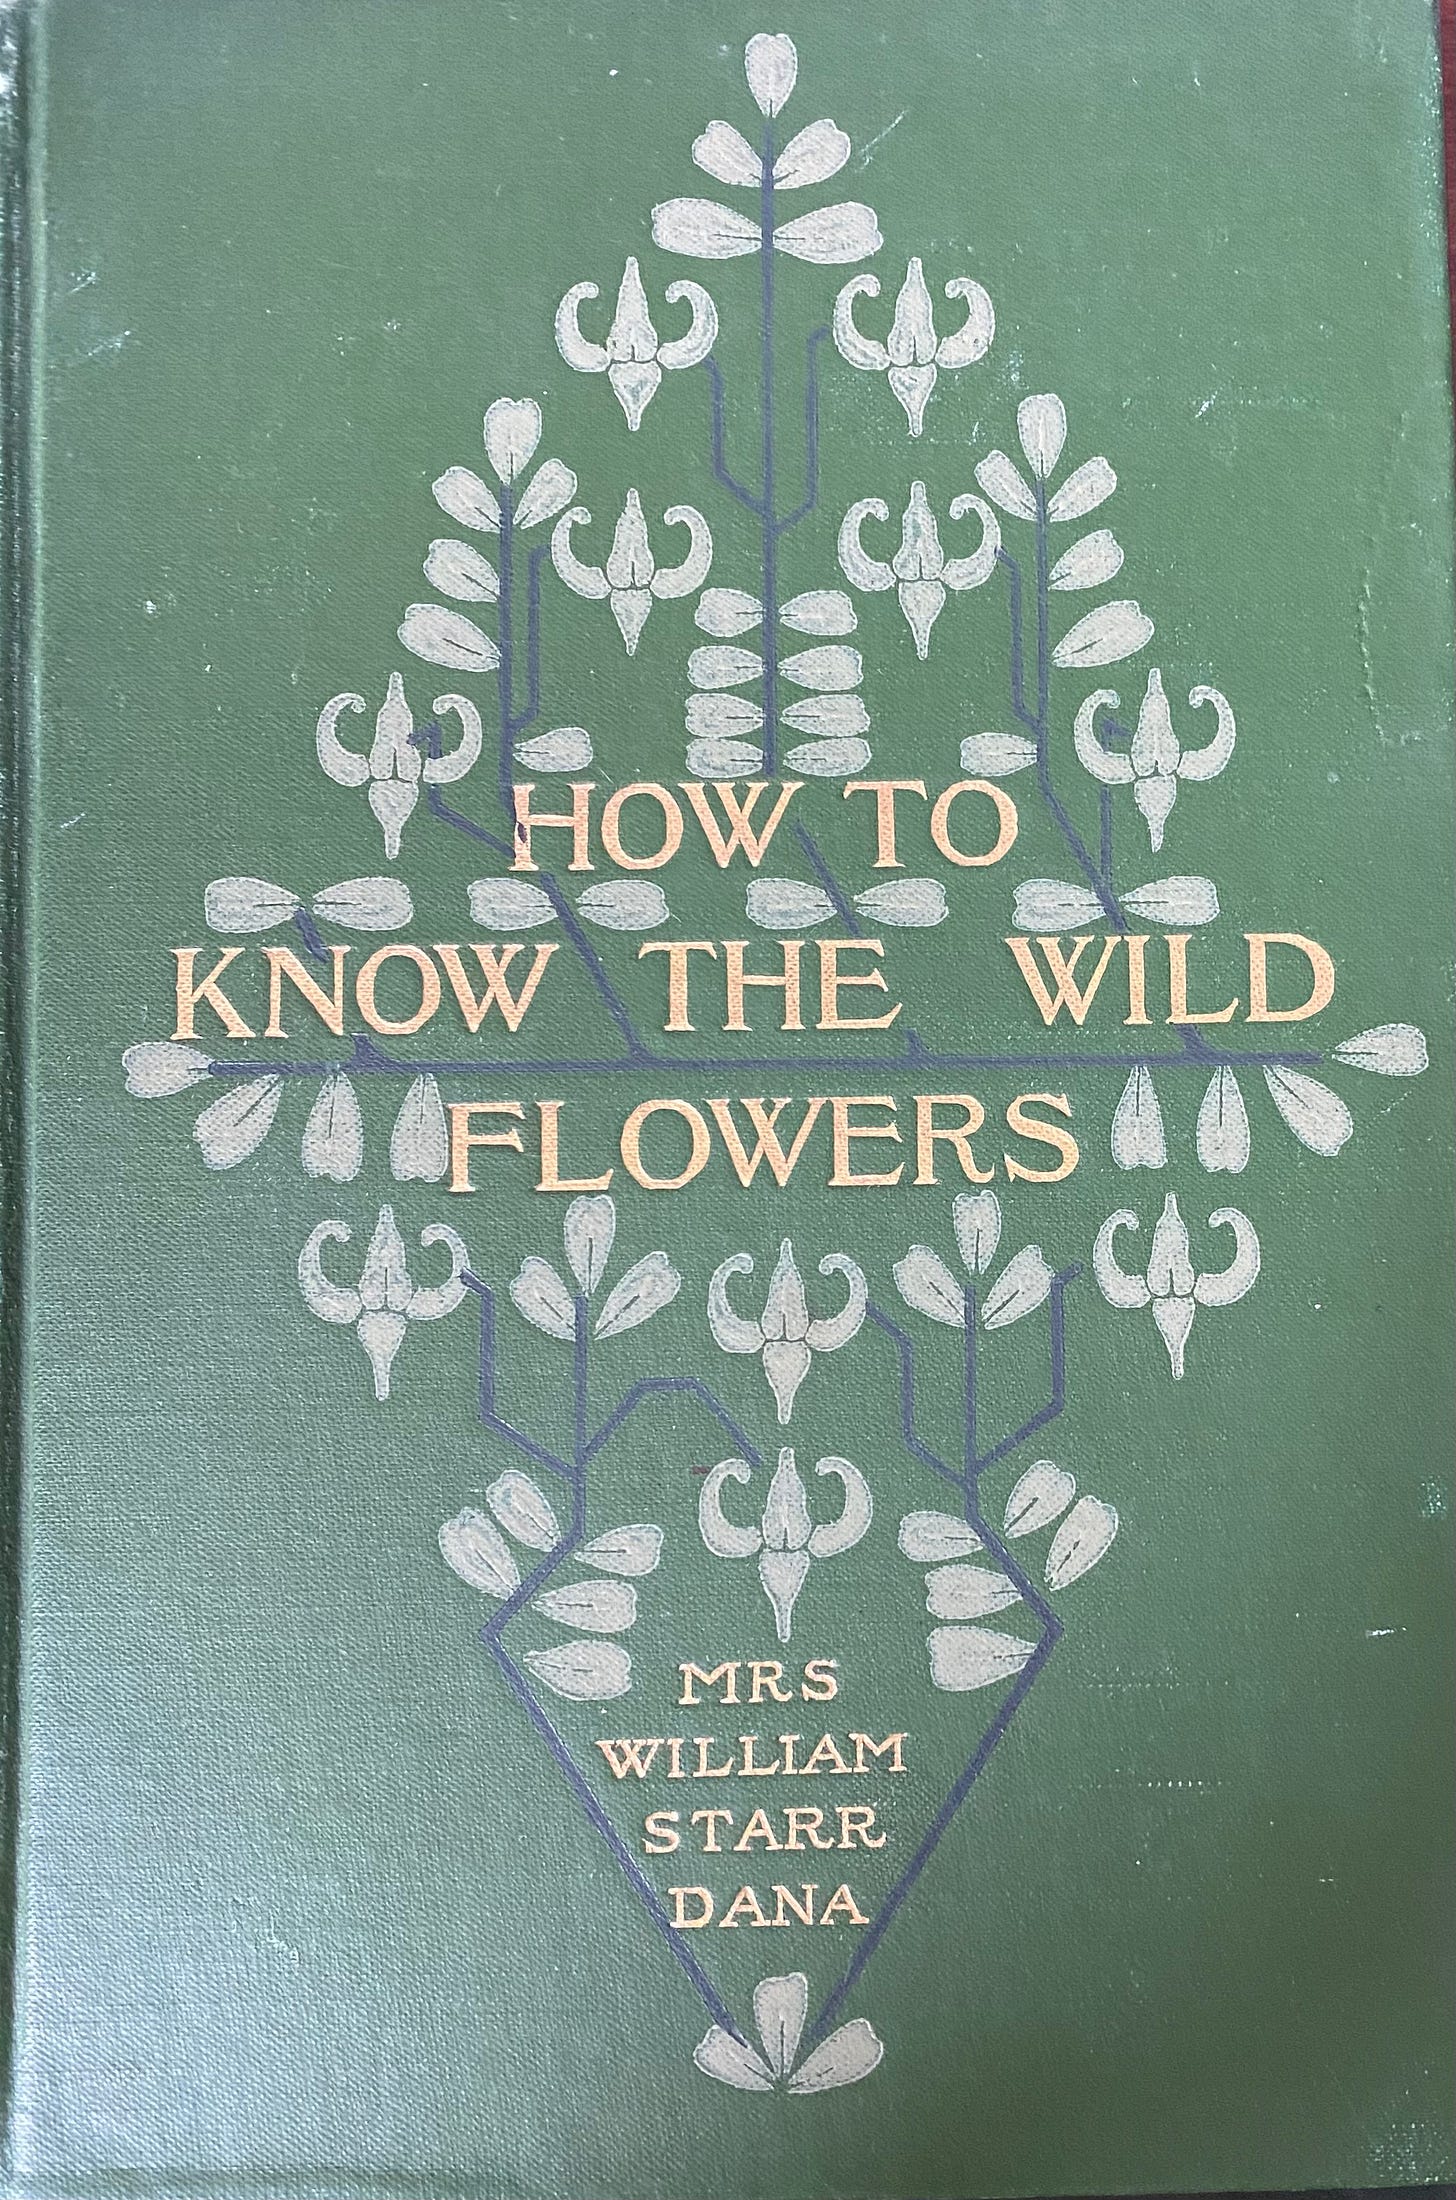 HOW TO
KNOW THE WILD
FLOWERS
MRS
WILLIAM
STARR
DANA